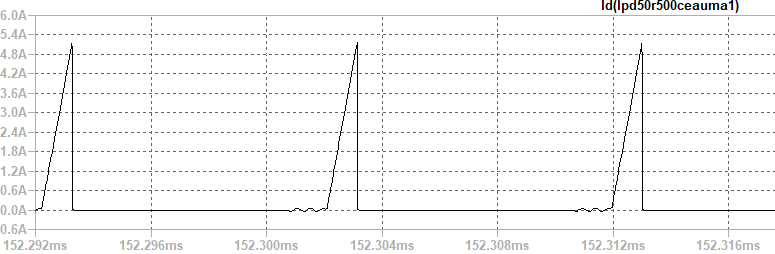 Id(Ipd50r500ceauma1)
6.0A
5.4A
4.8A
4.2A
3.6A
3.0A
2.4A
1.8A
1.2A
0.6A
0.0A
0.6A
152.292ms 152.296ms 152.300ms 152.304ms 152.308ms 152.312ms 152.316ms